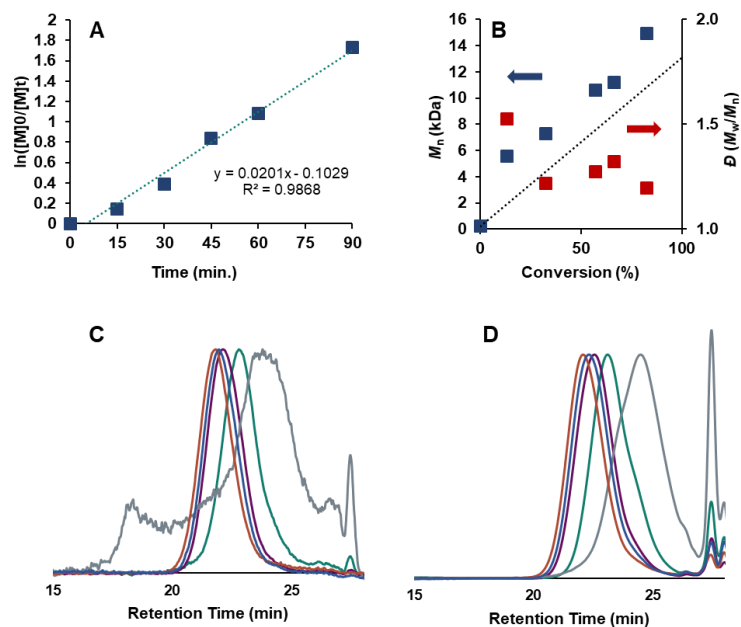 A
ln([M]0/[M]t)
2
1.8
1.6
1.4
1.2
1
0.8
0.6
0.4
0.2
0
y = 0.0201x - 0.1029
R² = 0.9868
0 15 30 45 60 75 90
Time (min.)
B
Mn (kDa)
16
14
12
10
8
6
4
2
0
2.0
1.5
1.0
Đ (Mw/Mn)
0 50 100
Conversion (%)
C
15 20 25
Retention Time (min)
D
15 20 25
Retention Time (min)